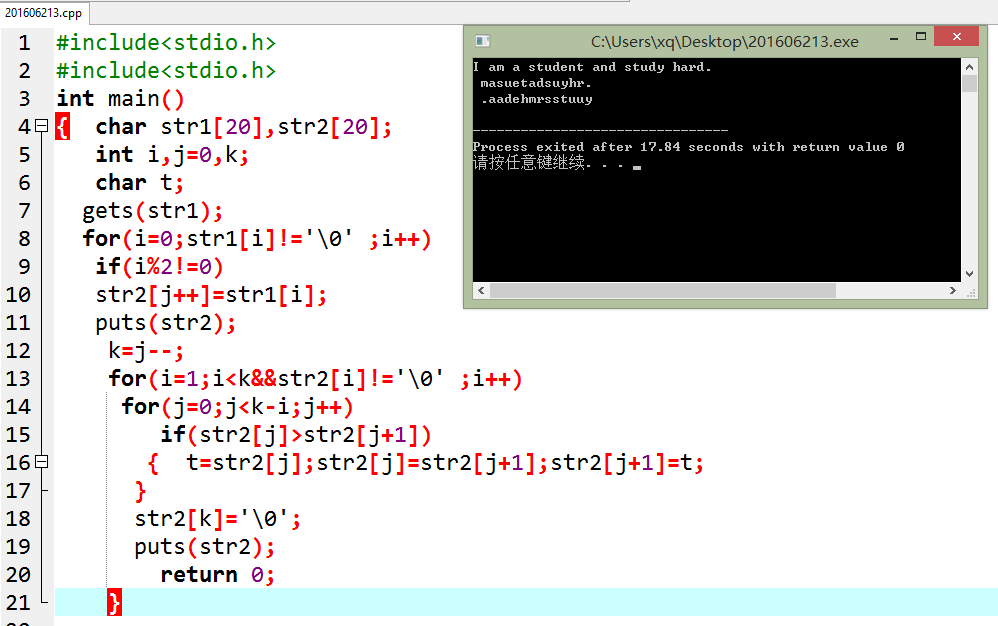 201606213.cpp
1 #include<stdio.h>
2 #include<stdio.h>
3 int main()
4 { char str1[20],str2[20];
5 int i,j=0,k;
6 char t;
7 gets(str1);
8 for(i=0;str1[i]!='\0' ;i++)
9 if(i%2!=0)
10 str2[j++]=str1[i];
11 puts(str2);
12 k=j--;
13 for(i=1;i<k&&str2[i]!='\0' ;i++)
14 for(j=0;j<k-i;j++)
15 if(str2[j]>str2[j+1])
16 { t=str2[j];str2[j]=str2[j+1];str2[j+1]=t;
17 }
18 str2[k]='\0';
19 puts(str2);
20 return 0;
21 }
C:\Users\xq\Desktop\201606213.exe
I am a student and study hard.
masuetadsuyhr.
.aadehmrsstuuy
--------------------------------
Process exited after 17.84 seconds with return value 0
请按任意键继续. . .